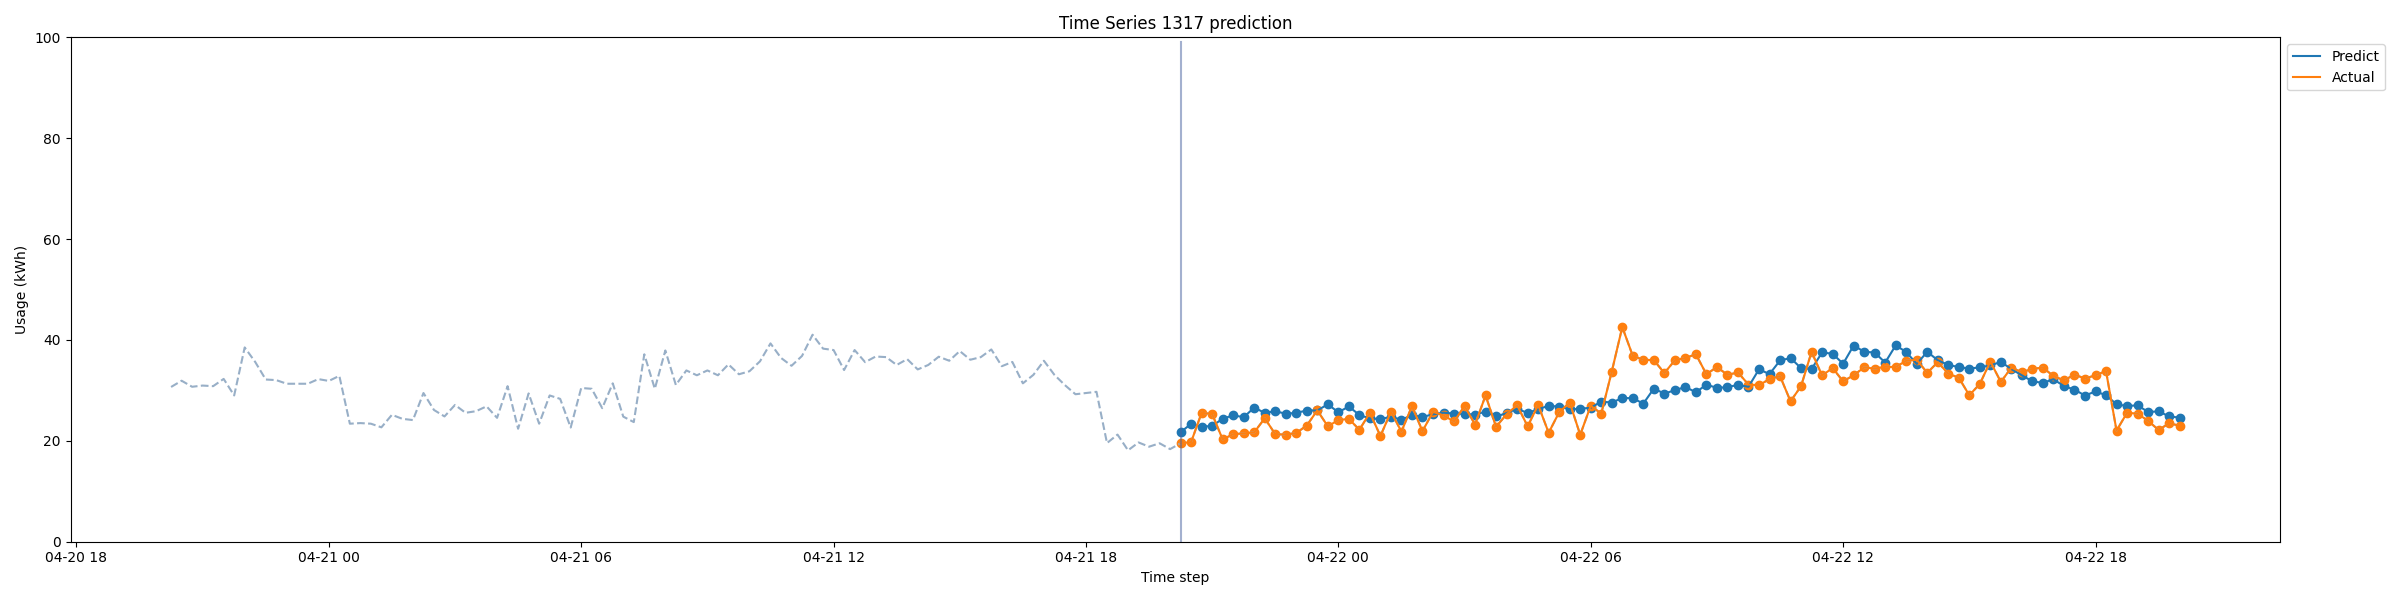 Time Series 1317 prediction
100
80
60
40
20
0
Usage (kWh)
04-20 18 04-21 00 04-21 06 04-21 12 04-21 18 04-22 00 04-22 06 04-22 12 04-22 18
Time step
Predict
Actual